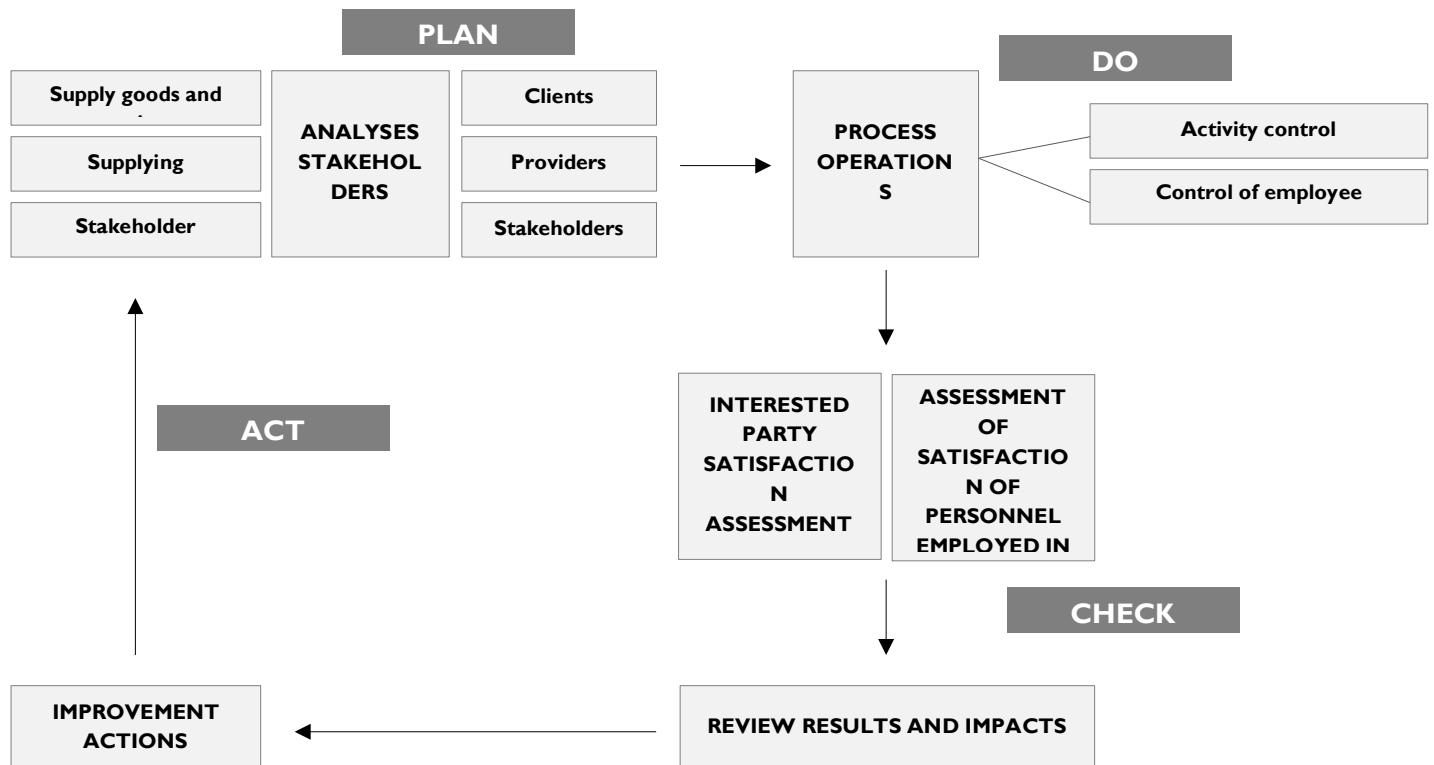 PLAN
DO
Supply goods and
Supplying
Stakeholder
ANALYSES
STAKEHOL
DERS
Clients
Providers
Stakeholders
PROCESS
OPERATION
S
Activity control
Control of employee
INTERESTED
PARTY
SATISFACTIO
N
ASSESSMENT
ASSESSMENT
OF
SATISFACTIO
N OF
PERSONNEL
EMPLOYED IN
ACT
CHECK
IMPROVEMENT
ACTIONS
REVIEW RESULTS AND IMPACTS